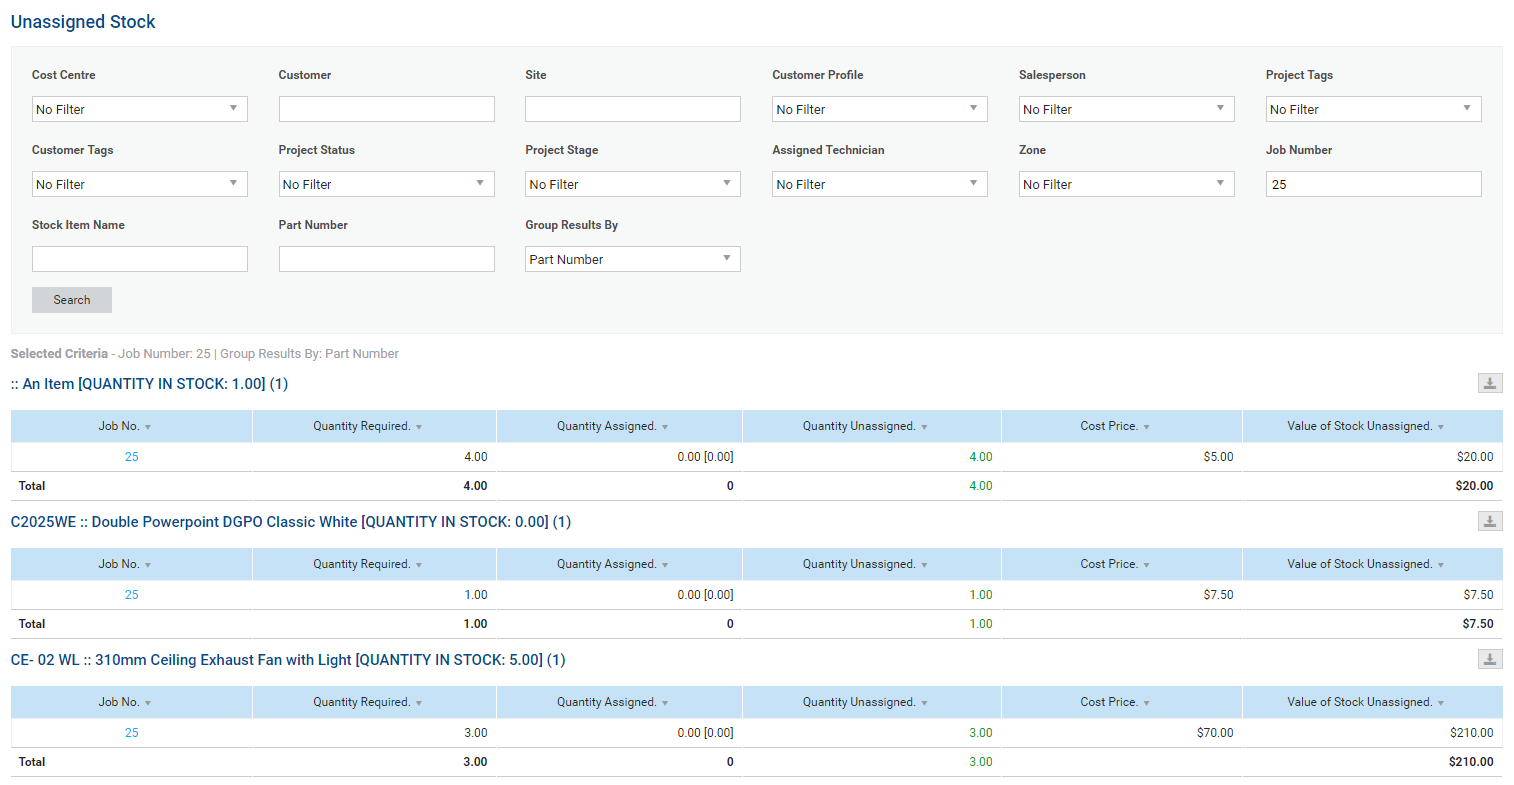 Unassigned Stock
Cost Centre Customer Site Customer Profile Salesperson Project Tags
No Filter No Filter No Filter No Filter
Customer Tags Project Status Project Stage Assigned Technician Zone Job Number
No Filter No Filter No Filter No Filter No Filter 25
Stock Item Name Part Number Group Results By
Part Number
Search
Selected Criteria - Job Number: 25 | Group Results By: Part Number
:: An Item [QUANTITY IN STOCK: 1.00] (1)
Job No. Quantity Required. Quantity Assigned. Quantity Unassigned. Cost Price. Value of Stock Unassigned.
25 4.00 0.00 [0.00] 4.00 $5.00 $20.00
Total 4.00 0 4.00 $20.00
C2025WE :: Double Powerpoint DGPO Classic White [QUANTITY IN STOCK: 0.00] (1)
Job No. Quantity Required. Quantity Assigned. Quantity Unassigned. Cost Price. Value of Stock Unassigned.
25 1.00 0.00 [0.00] 1.00 $7.50 $7.50
Total 1.00 0 1.00 $7.50
CE- 02 WL :: 310mm Ceiling Exhaust Fan with Light [QUANTITY IN STOCK: 5.00] (1)
Job No. Quantity Required. Quantity Assigned. Quantity Unassigned. Cost Price. Value of Stock Unassigned.
25 3.00 0.00 [0.00] 3.00 $70.00 $210.00
Total 3.00 0 3.00 $210.00